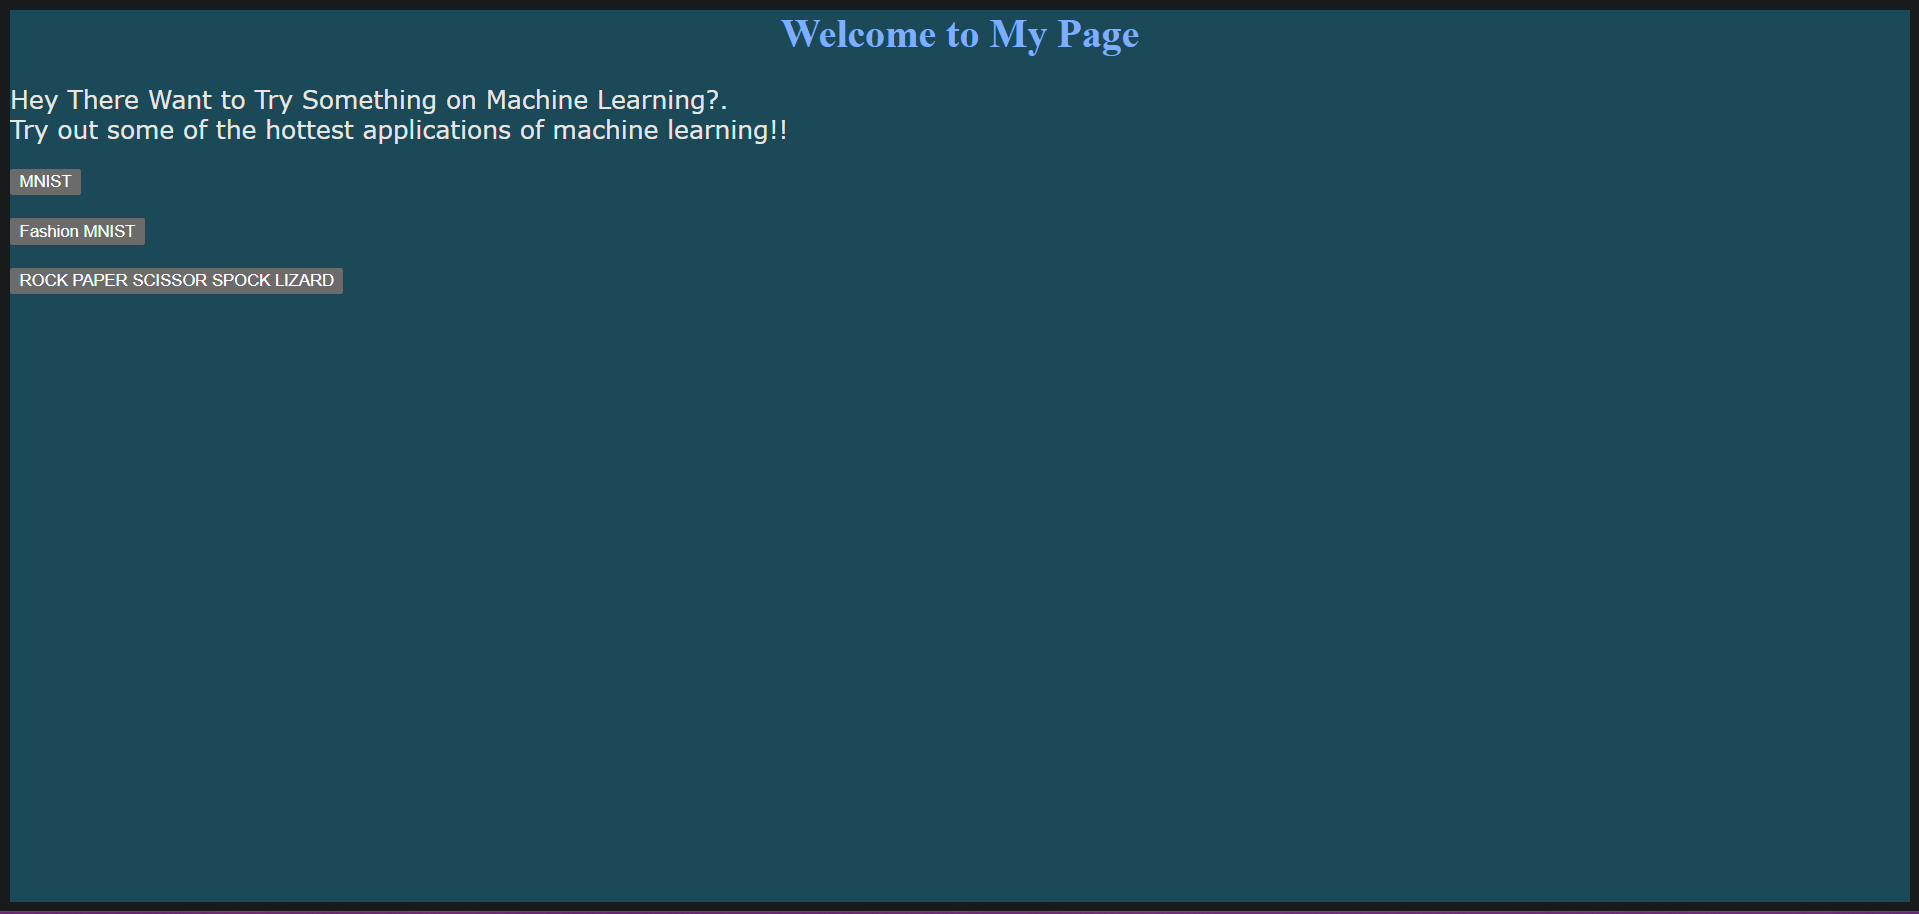 Welcome to My Page
Hey There Want to Try Something on Machine Learning?.
Try out some of the hottest applications of machine learning!!
MNIST
Fashion MNIST
ROCK PAPER SCISSOR SPOCK LIZARD